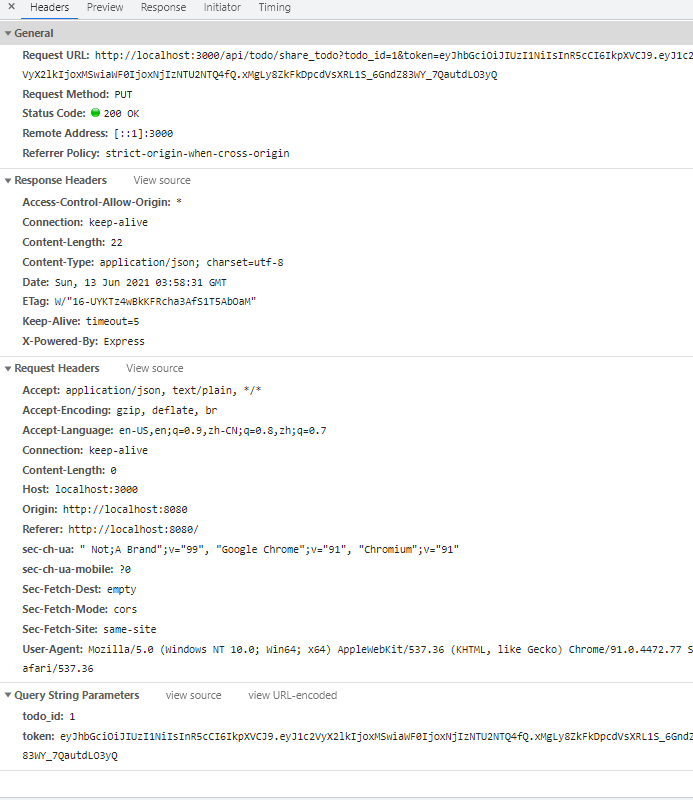 × Headers Preview Response Initiator Timing
General
Request URL: http://localhost:3000/api/todo/share_todo?todo_id=1&token=eyJhbGciOiJIUzI1NiIsInR5cCI6IkpXVCJ9.eyJ1c2
VyX2lkIjoxMSwiaWF0IjoxNjIzNTU2NTQ4fQ.xMgLy8ZkFkDpcdVsXRL1S_6GndZ83WY_7QautdLO3yQ
Request Method: PUT
Status Code: 200 OK
Remote Address: [::1]:3000
Referrer Policy: strict-origin-when-cross-origin
Response Headers View source
Access-Control-Allow-Origin: *
Connection: keep-alive
Content-Length: 22
Content-Type: application/json; charset=utf-8
Date: Sun, 13 Jun 2021 03:58:31 GMT
ETag: W/"16-UYKTz4wBkKFRcha3AfS1T5AbOaM"
Keep-Alive: timeout=5
X-Powered-By: Express
Request Headers View source
Accept: application/json, text/plain, */*
Accept-Encoding: gzip, deflate, br
Accept-Language: en-US,en;q=0.9,zh-CN;q=0.8,zh;q=0.7
Connection: keep-alive
Content-Length: 0
Host: localhost:3000
Origin: http://localhost:8080
Referer: http://localhost:8080/
sec-ch-ua: " Not;A Brand";v="99", "Google Chrome";v="91", "Chromium";v="91"
sec-ch-ua-mobile: ?0
Sec-Fetch-Dest: empty
Sec-Fetch-Mode: cors
Sec-Fetch-Site: same-site
User-Agent: Mozilla/5.0 (Windows NT 10.0; Win64; x64) AppleWebKit/537.36 (KHTML, like Gecko) Chrome/91.0.4472.77 S
afari/537.36
Query String Parameters view source view URL-encoded
todo_id: 1
token: eyJhbGciOiJIUzI1NiIsInR5cCI6IkpXVCJ9.eyJ1c2VyX2lkIjoxMSwiaWF0IjoxNjIzNTU2NTQ4fQ.xMgLy8ZkFkDpcdVsXRL1S_6GndZ
83WY_7QautdLO3yQ